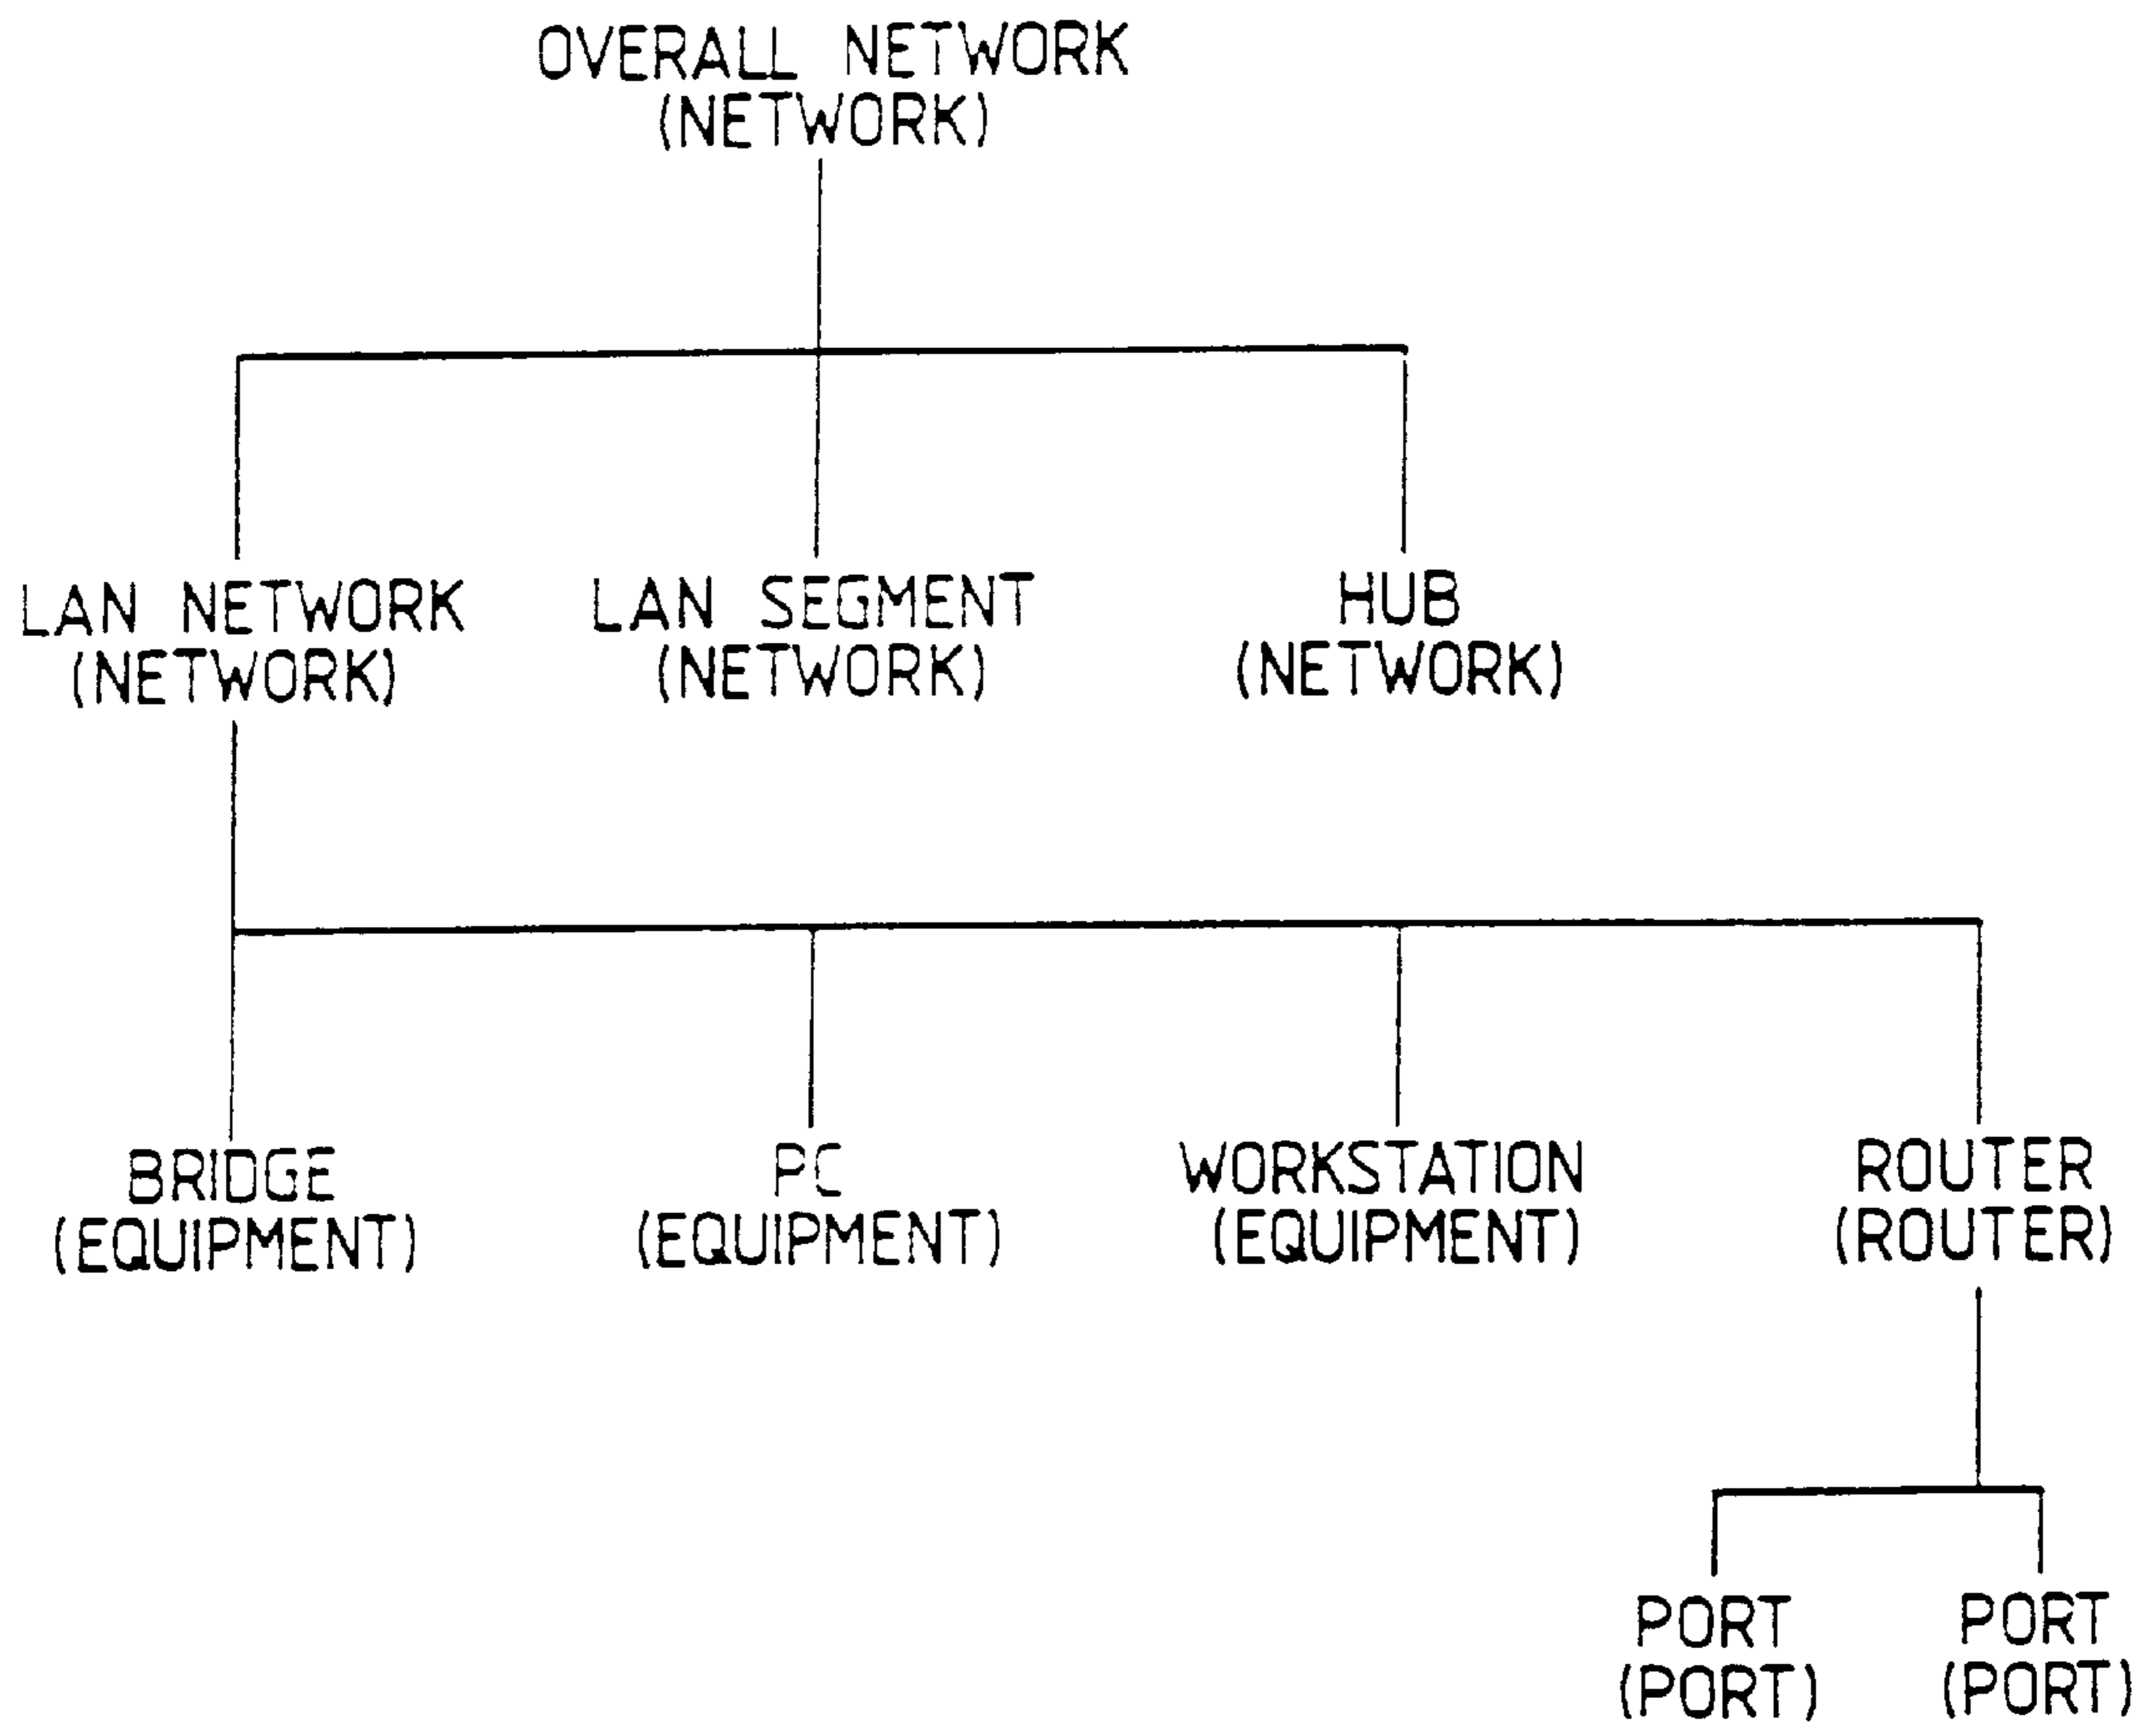 OVERALL NETWORK
(NETWORK)
LAN NETWORK
(NETWORK)
LAN SEGMENT
(NETWORK)
HUB
(NETWORK)
BRIDGE
(EQUIPMENT)
PC
(EQUIPMENT)
WORKSTATION
(EQUIPMENT)
ROUTER
(ROUTER)
PORT
(PORT)
PORT
(PORT)